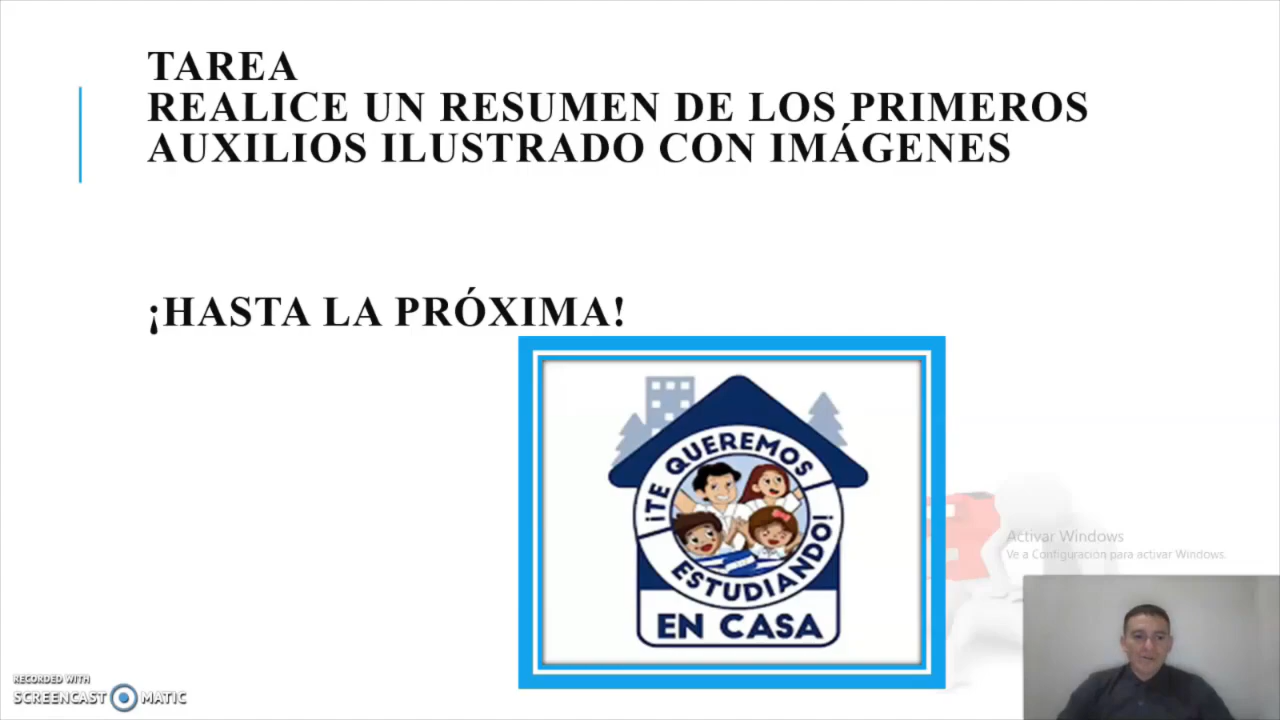 TAREA
REALICE UN RESUMEN DE LOS PRIMEROS
AUXILIOS ILUSTRADO CON IMÁGENES
¡HASTA LA PRÓXIMA!
¡TE QUEREMOS
ESTUDIANDO!
EN CASA
Activar Windows
Ve a Configuración para activar Windows.
RECORDED WITH
SCREENCAST MATIC